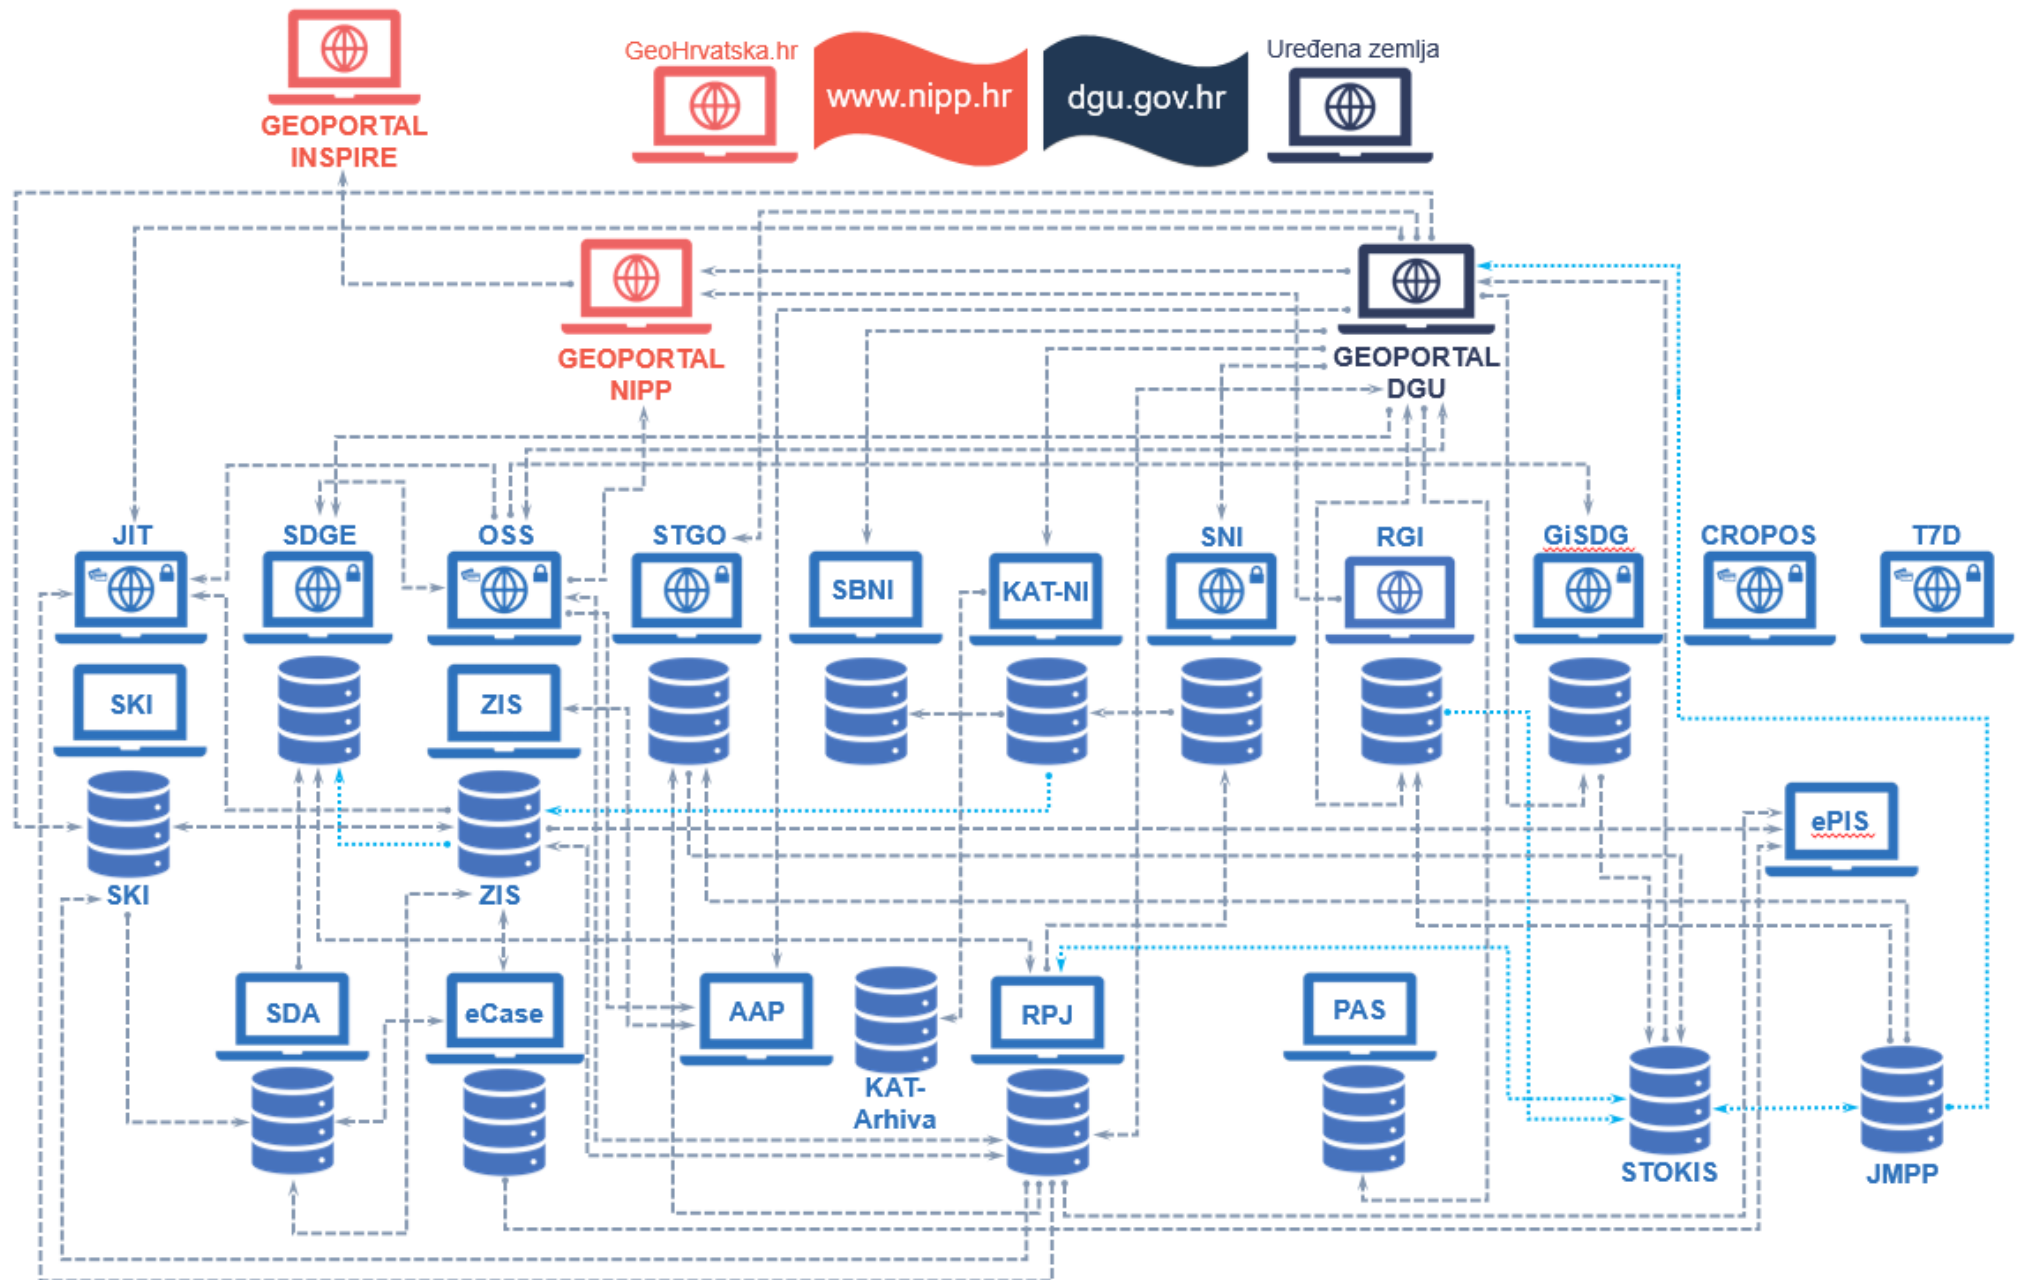 GEOPORTAL
INSPIRE
GeoHrvatska.hr
www.nipp.hr
dgu.gov.hr
Uređena zemlja
GEOPORTAL
NIPP
GEOPORTAL
DGU
JIT
SDGE
OSS
STGO
SBNI
KAT-NI
SNI
RGI
GiSDG
CROPOS
T7D
SKI
ZIS
ePIS
SKI
ZIS
SDA
eCase
AAP
KAT-
Arhiva
RPJ
PAS
STOKIS
JMPP